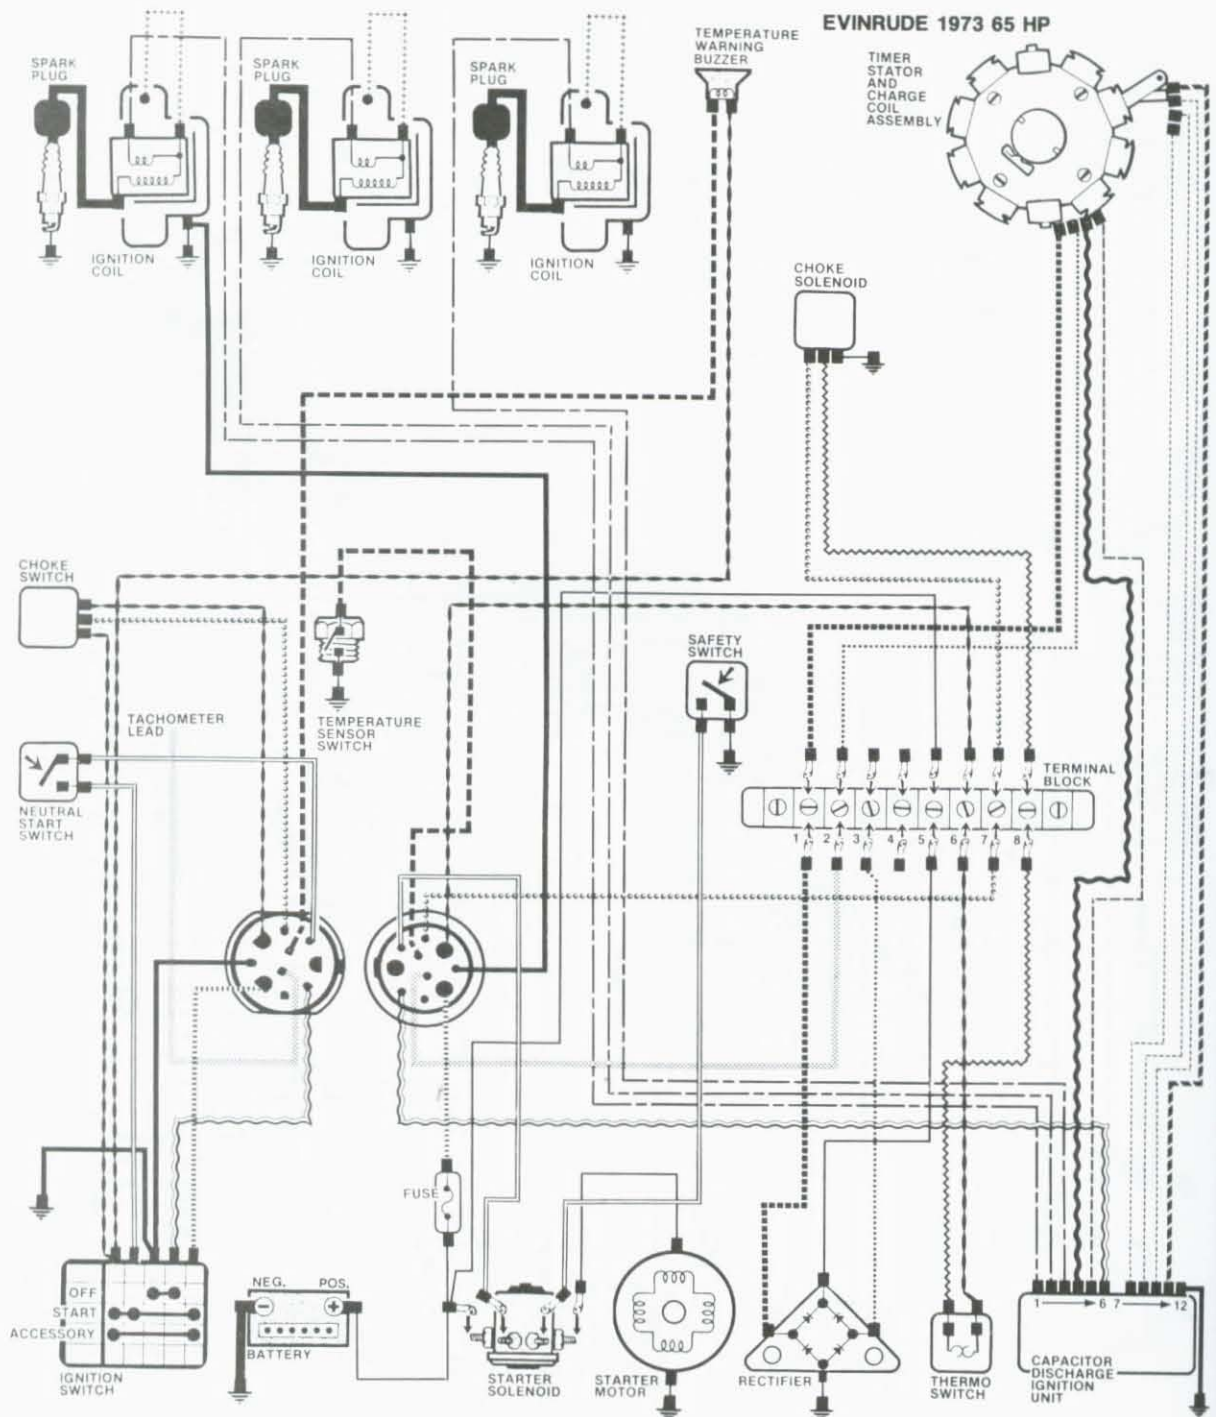 EVINRUDE 1973 65 HP
TEMPERATURE
WARNING
BUZZER
TIMER
STATOR
AND
CHARGE
COIL
ASSEMBLY
SPARK
PLUG
SPARK
PLUG
SPARK
PLUG
IGNITION
COIL
IGNITION
COIL
IGNITION
COIL
CHOKE
SOLENOID
CHOKE
SWITCH
SAFETY
SWITCH
TACHOMETER
LEAD
TEMPERATURE
SENSOR
SWITCH
NEUTRAL
START
SWITCH
TERMINAL
BLOCK
1 2 3 4 5 6 7 8
FUSE
OFF
START
ACCESSORY
IGNITION
SWITCH
NEG. POS.
BATTERY
STARTER
SOLENOID
STARTER
MOTOR
RECTIFIER
THERMO
SWITCH
1 6 7 12
CAPACITOR
DISCHARGE
IGNITION
UNIT